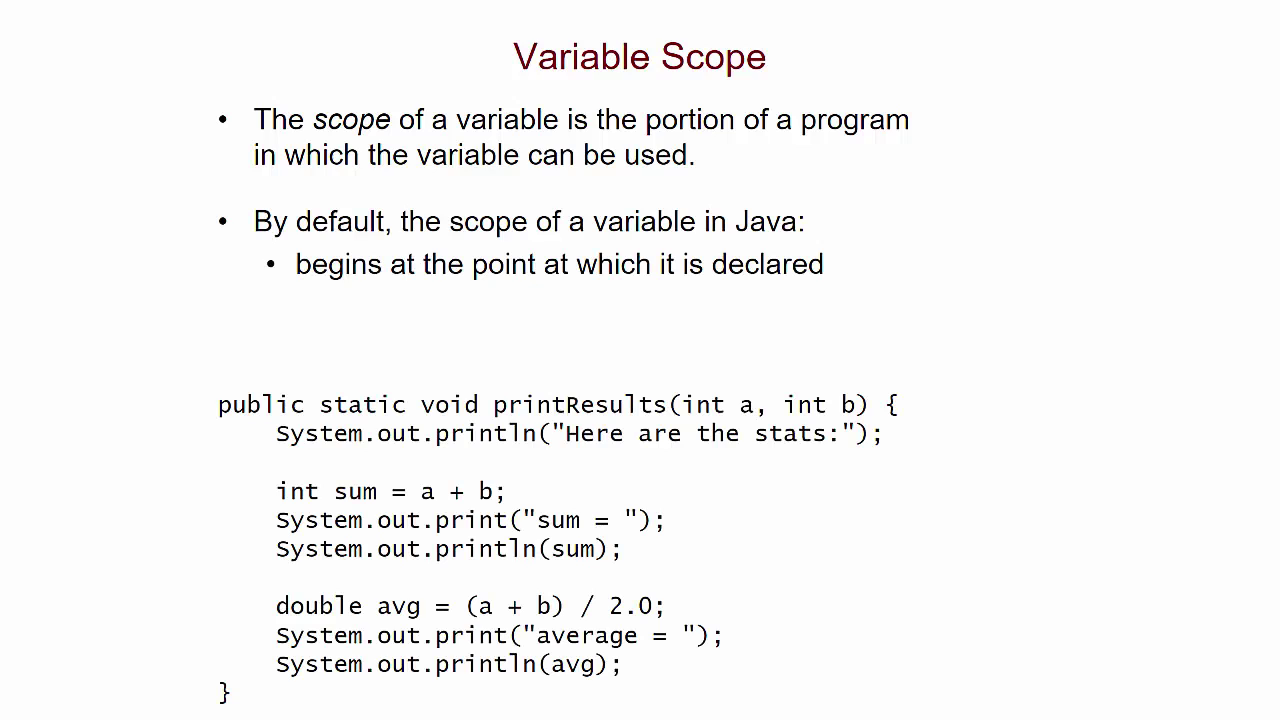 Variable Scope
• The scope of a variable is the portion of a program
in which the variable can be used.
• By default, the scope of a variable in Java:
• begins at the point at which it is declared
public static void printResults(int a, int b) {
    System.out.println("Here are the stats:");
    int sum = a + b;
    System.out.print("sum = ");
    System.out.println(sum);
    double avg = (a + b) / 2.0;
    System.out.print("average = ");
    System.out.println(avg);
}